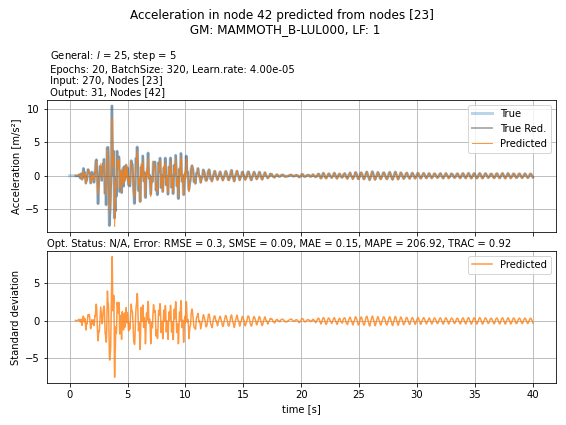 Acceleration in node 42 predicted from nodes [23]
GM: MAMMOTH_B-LUL000, LF: 1
General: l = 25, step = 5
Epochs: 20, BatchSize: 320, Learn.rate: 4.00e-05
Input: 270, Nodes [23]
Output: 31, Nodes [42]
Acceleration [m/s²]
10
5
0
−5
True
True Red.
Predicted
Opt. Status: N/A, Error: RMSE = 0.3, SMSE = 0.09, MAE = 0.15, MAPE = 206.92, TRAC = 0.92
Standard deviation
5
0
−5
Predicted
0 5 10 15 20 25 30 35 40
time [s]